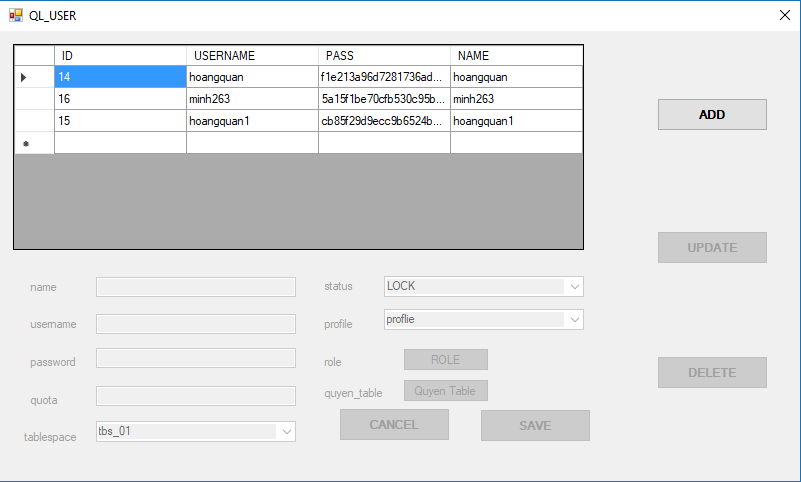 QL_USER
ID USERNAME PASS NAME
14 hoangquan f1e213a96d7281736ad... hoangquan
16 minh263 5a15f1be70cfb530c95b... minh263
15 hoangquan1 cb85f29d9ecc9b6524b... hoangquan1
ADD
UPDATE
DELETE
name
status LOCK
username
profile proflie
password
role ROLE
quota
quyen_table Quyen Table
tablespace tbs_01
CANCEL SAVE